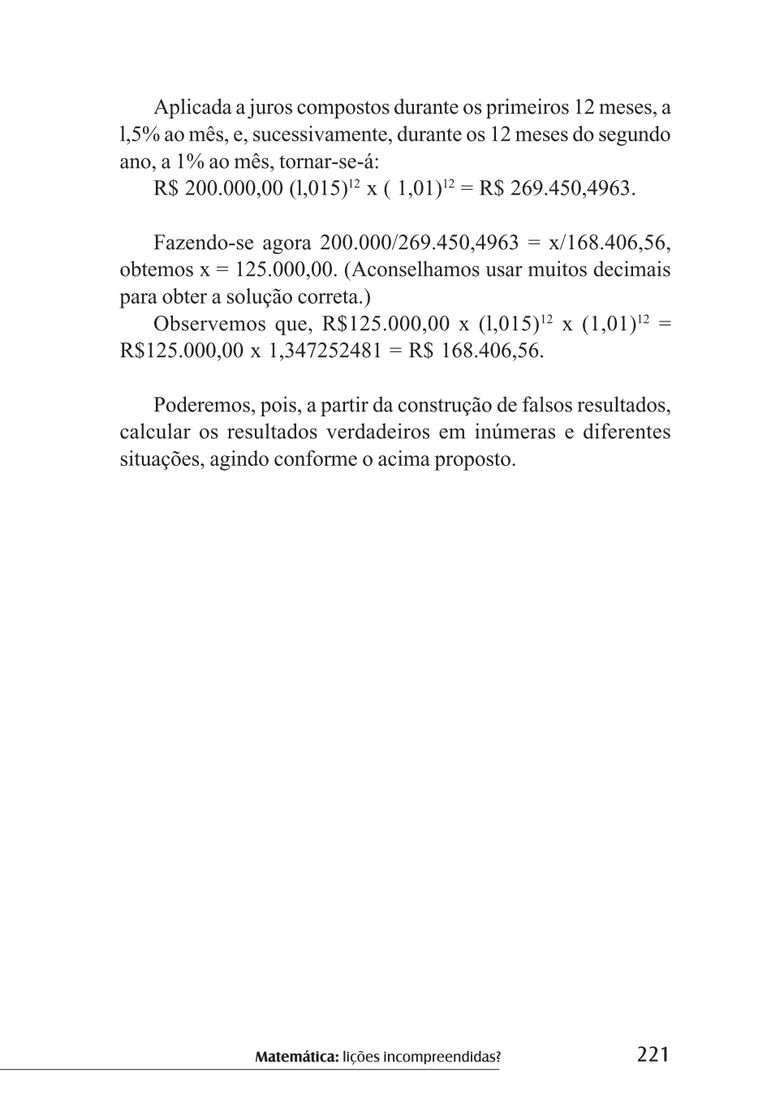 Aplicada a juros compostos durante os primeiros 12 meses, a
l,5% ao mês, e, sucessivamente, durante os 12 meses do segundo
ano, a 1% ao mês, tornar-se-á:
R$ 200.000,00 (l,015)¹² x ( 1,01)¹² = R$ 269.450,4963.
Fazendo-se agora 200.000/269.450,4963 = x/168.406,56,
obtemos x = 125.000,00. (Aconselhamos usar muitos decimais
para obter a solução correta.)
Observemos que, R$125.000,00 x (l,015)¹² x (1,01)¹² =
R$125.000,00 x 1,347252481 = R$ 168.406,56.
Poderemos, pois, a partir da construção de falsos resultados,
calcular os resultados verdadeiros em inúmeras e diferentes
situações, agindo conforme o acima proposto.
Matemática: lições incompreendidas? 221